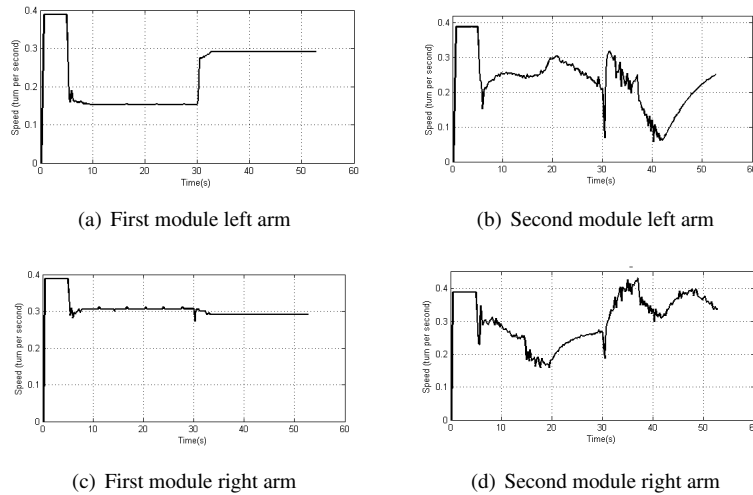 0.4
0.3
0.2
0.1
0
Speed (turn per second)
0 10 20 30 40 50 60
Time(s)
(a) First module left arm
0.4
0.3
0.2
0.1
0
Speed (turn per second)
0 10 20 30 40 50 60
Time(s)
(b) Second module left arm
0.4
0.3
0.2
0.1
0
Speed (turn per second)
0 10 20 30 40 50 60
Time(s)
(c) First module right arm
0.4
0.3
0.2
0.1
0
Speed (turn per second)
0 10 20 30 40 50 60
Time(s)
(d) Second module right arm